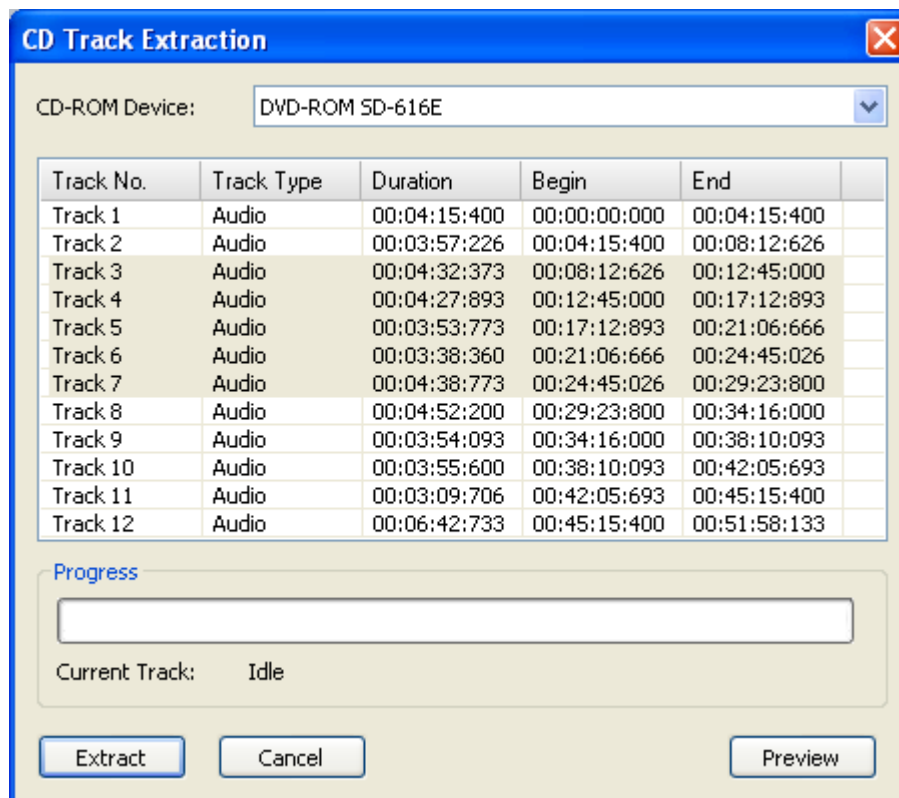 CD Track Extraction
CD-ROM Device: DVD-ROM SD-616E
Track No. Track Type Duration Begin End
Track 1 Audio 00:04:15:400 00:00:00:000 00:04:15:400
Track 2 Audio 00:03:57:226 00:04:15:400 00:08:12:626
Track 3 Audio 00:04:32:373 00:08:12:626 00:12:45:000
Track 4 Audio 00:04:27:893 00:12:45:000 00:17:12:893
Track 5 Audio 00:03:53:773 00:17:12:893 00:21:06:666
Track 6 Audio 00:03:38:360 00:21:06:666 00:24:45:026
Track 7 Audio 00:04:38:773 00:24:45:026 00:29:23:800
Track 8 Audio 00:04:52:200 00:29:23:800 00:34:16:000
Track 9 Audio 00:03:54:093 00:34:16:000 00:38:10:093
Track 10 Audio 00:03:55:600 00:38:10:093 00:42:05:693
Track 11 Audio 00:03:09:706 00:42:05:693 00:45:15:400
Track 12 Audio 00:06:42:733 00:45:15:400 00:51:58:133
Progress
Current Track: Idle
Extract Cancel Preview